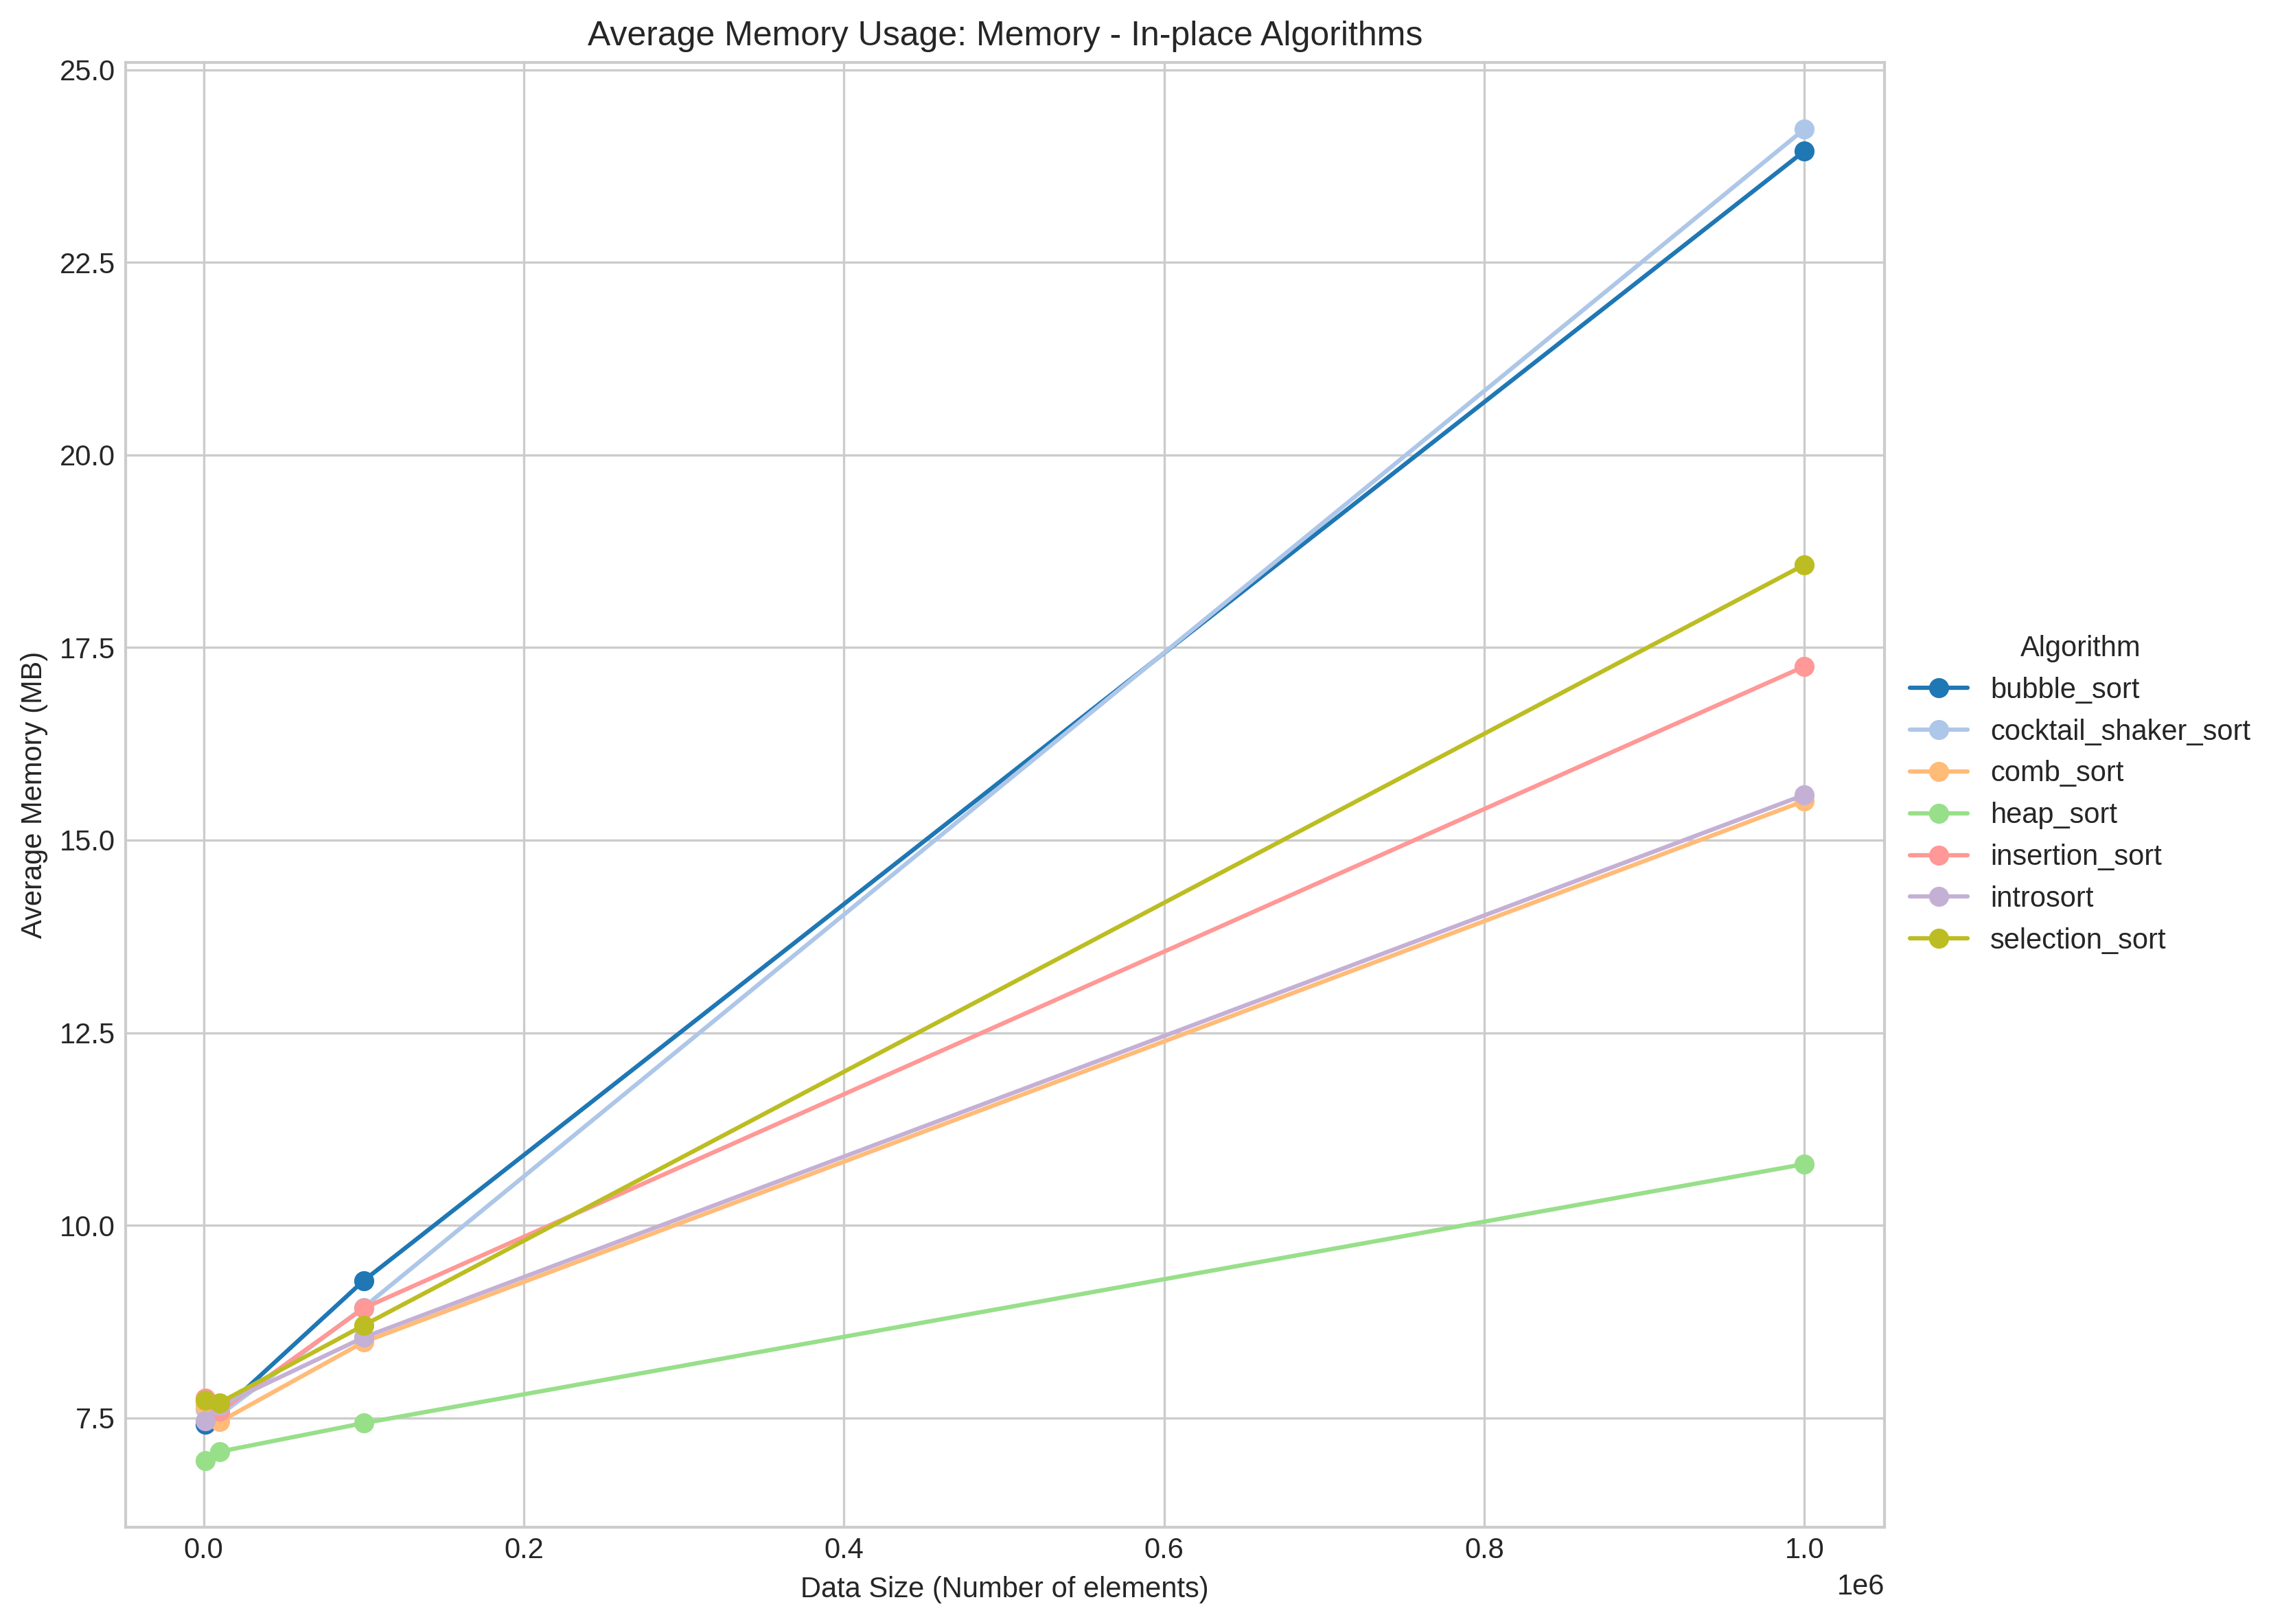 Average Memory Usage: Memory - In-place Algorithms
Average Memory (MB)
25.0
22.5
20.0
17.5
15.0
12.5
10.0
7.5
0.0
0.2
0.4
0.6
0.8
1.0
1e6
Data Size (Number of elements)
Algorithm
bubble_sort
cocktail_shaker_sort
comb_sort
heap_sort
insertion_sort
introsort
selection_sort